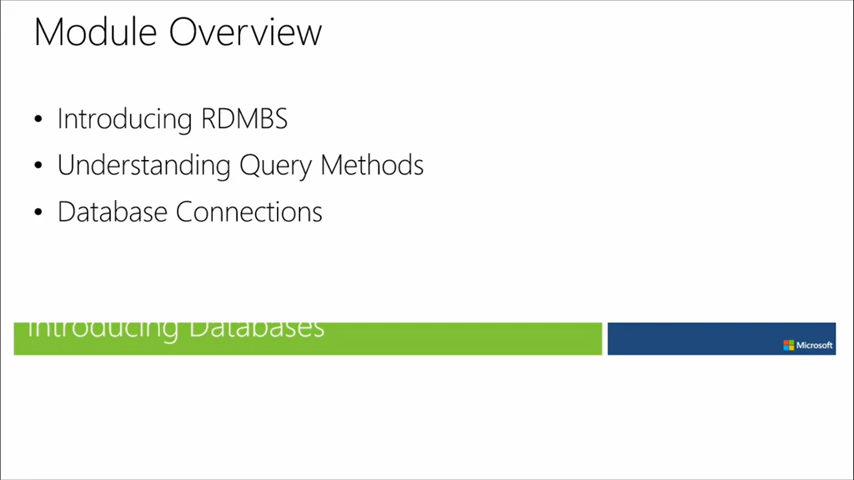 Module Overview
• Introducing RDMBS
• Understanding Query Methods
• Database Connections
Introducing Databases
Microsoft